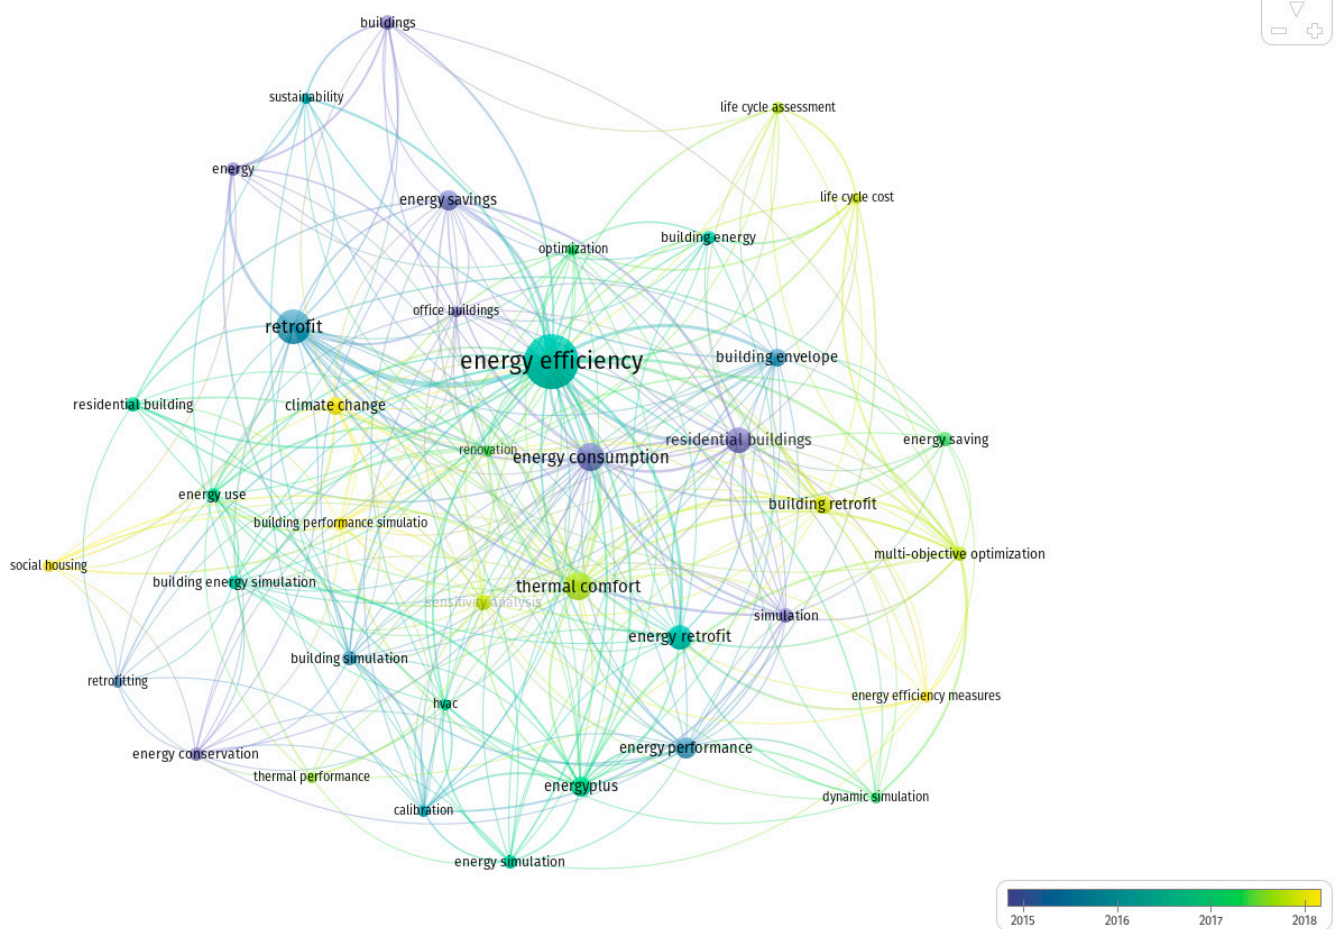 buildings
sustainability
life cycle assessment
energy
life cycle cost
energy savings
building energy
optimization
office buildings
retrofit
energy efficiency
building envelope
residential building
climate change
residential buildings
energy saving
renovation
energy consumption
energy use
building retrofit
building performance simulatio
multi-objective optimization
social housing
building energy simulation
thermal comfort
sensitivity analysis
simulation
energy retrofit
building simulation
retrofitting
energy efficiency measures
hvac
energy conservation
energy performance
thermal performance
energyplus
dynamic simulation
calibration
energy simulation
2015
2016
2017
2018